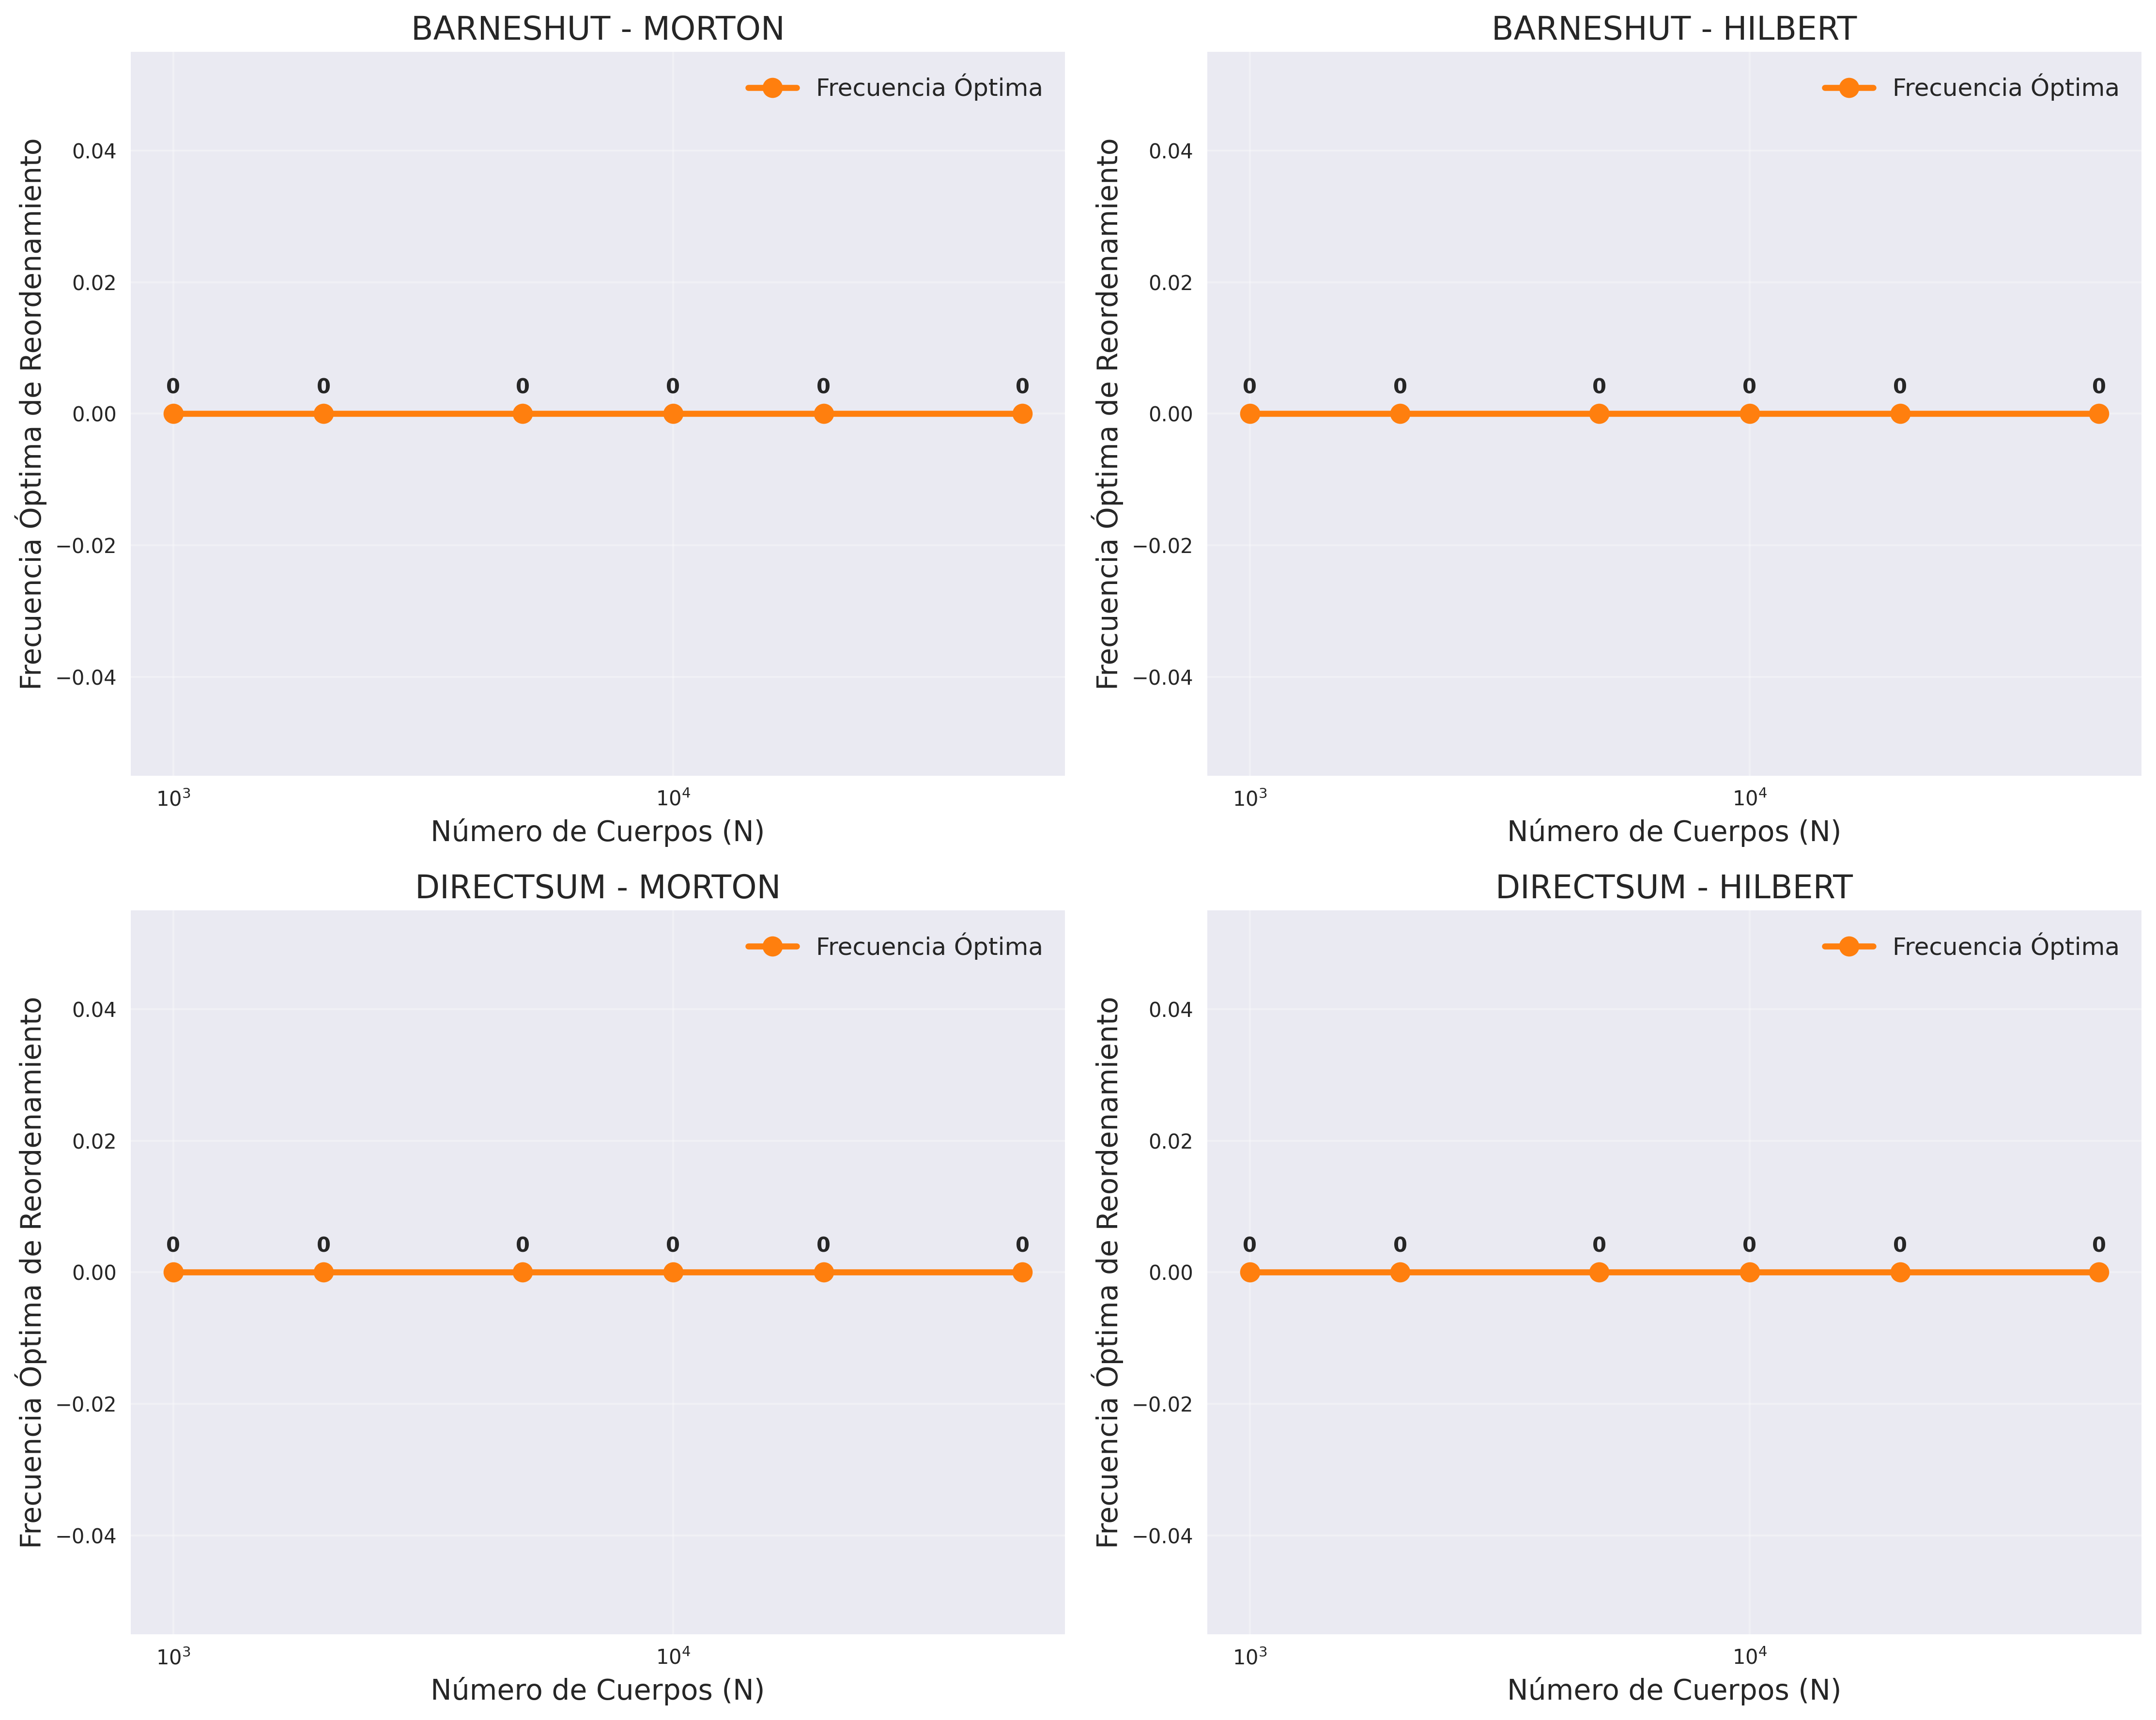 BARNESHUT - MORTON
Frecuencia Óptima
Frecuencia Óptima de Reordenamiento
0.04
0.02
0.00
−0.02
−0.04
0 0 0 0 0 0
10³ 10⁴
Número de Cuerpos (N)
BARNESHUT - HILBERT
Frecuencia Óptima
Frecuencia Óptima de Reordenamiento
0.04
0.02
0.00
−0.02
−0.04
0 0 0 0 0 0
10³ 10⁴
Número de Cuerpos (N)
DIRECTSUM - MORTON
Frecuencia Óptima
Frecuencia Óptima de Reordenamiento
0.04
0.02
0.00
−0.02
−0.04
0 0 0 0 0 0
10³ 10⁴
Número de Cuerpos (N)
DIRECTSUM - HILBERT
Frecuencia Óptima
Frecuencia Óptima de Reordenamiento
0.04
0.02
0.00
−0.02
−0.04
0 0 0 0 0 0
10³ 10⁴
Número de Cuerpos (N)